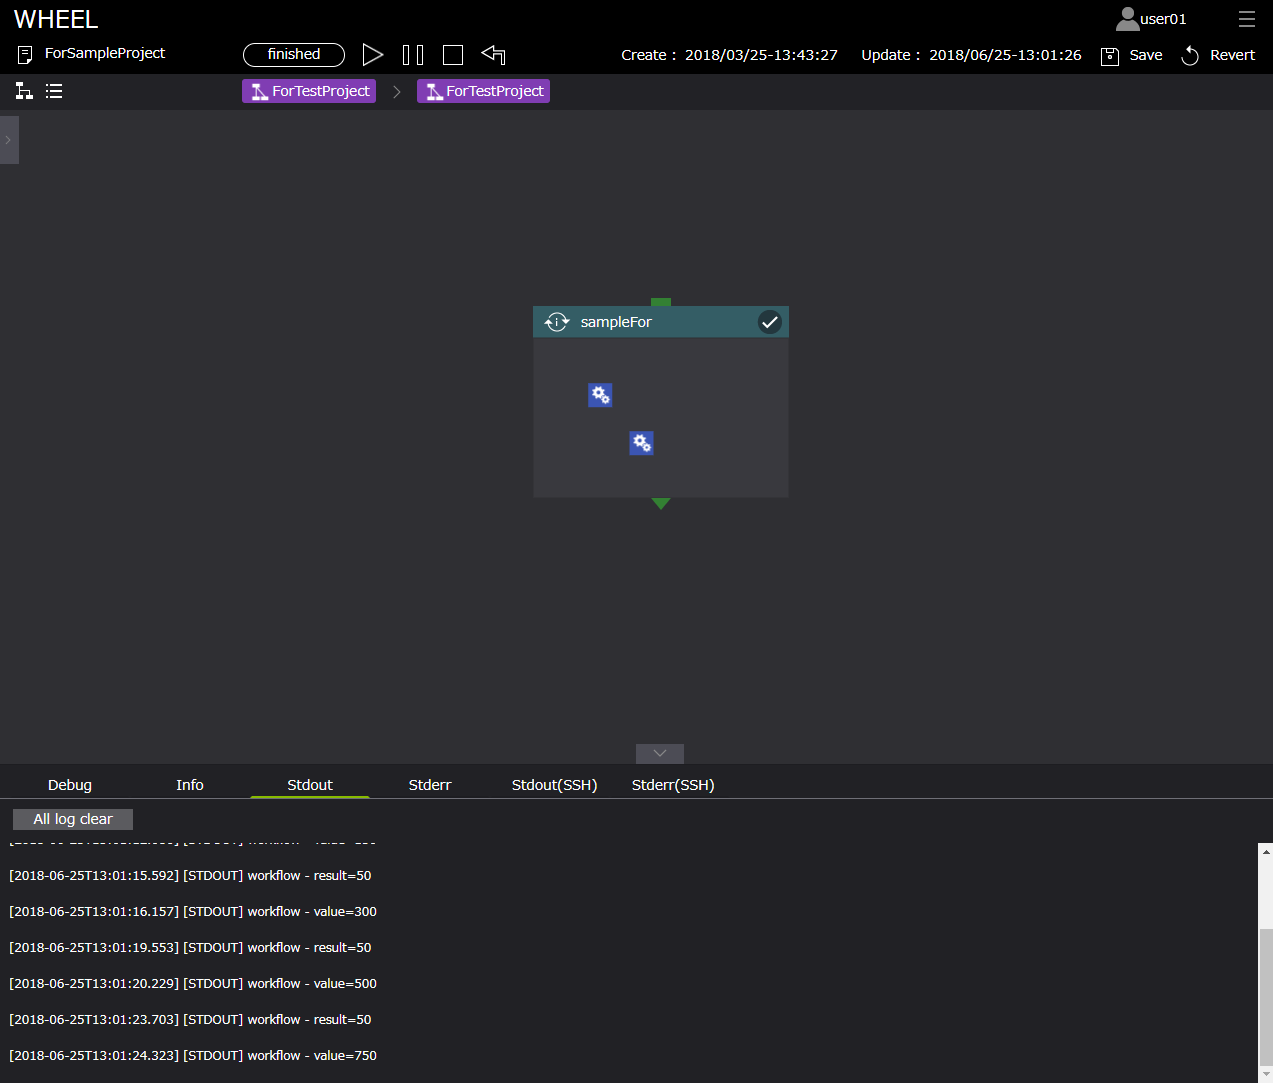 WHEEL
user01
ForSampleProject
finished
Create : 2018/03/25-13:43:27
Update : 2018/06/25-13:01:26
Save
Revert
ForTestProject
ForTestProject
sampleFor
Debug
Info
Stdout
Stderr
Stdout(SSH)
Stderr(SSH)
All log clear
[2018-06-25T13:01:15.592] [STDOUT] workflow - result=50
[2018-06-25T13:01:16.157] [STDOUT] workflow - value=300
[2018-06-25T13:01:19.553] [STDOUT] workflow - result=50
[2018-06-25T13:01:20.229] [STDOUT] workflow - value=500
[2018-06-25T13:01:23.703] [STDOUT] workflow - result=50
[2018-06-25T13:01:24.323] [STDOUT] workflow - value=750